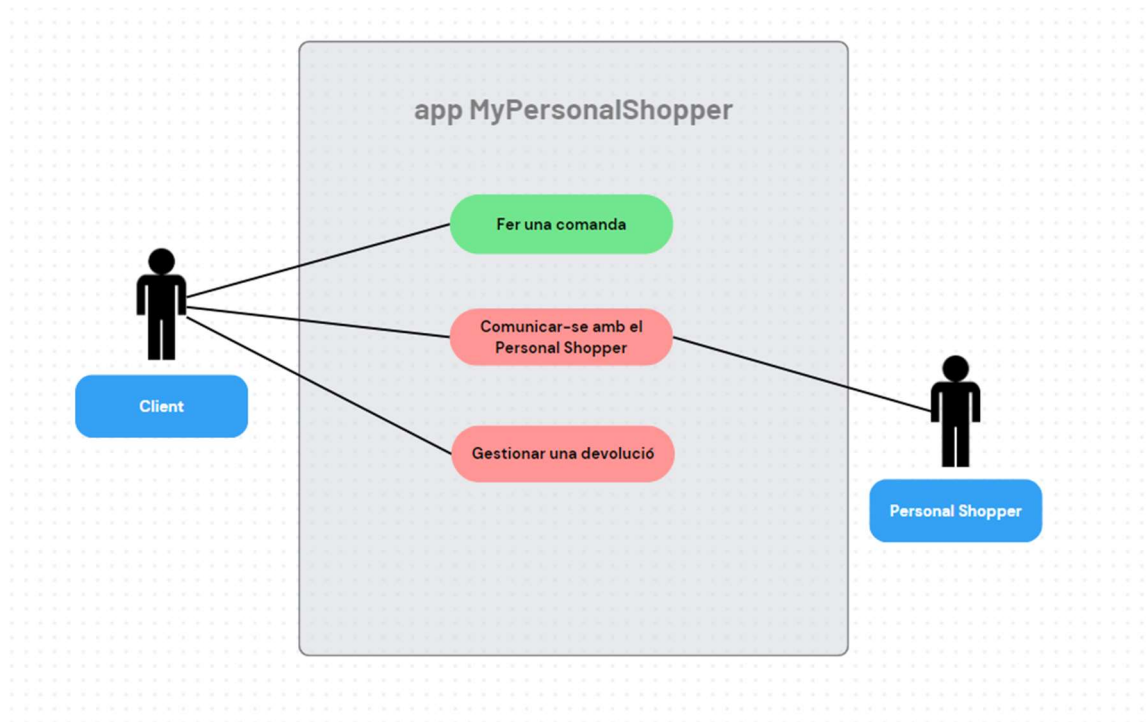 app MyPersonalShopper
Fer una comanda
Comunicar-se amb el
Personal Shopper
Client
Gestionar una devolució
Personal Shopper